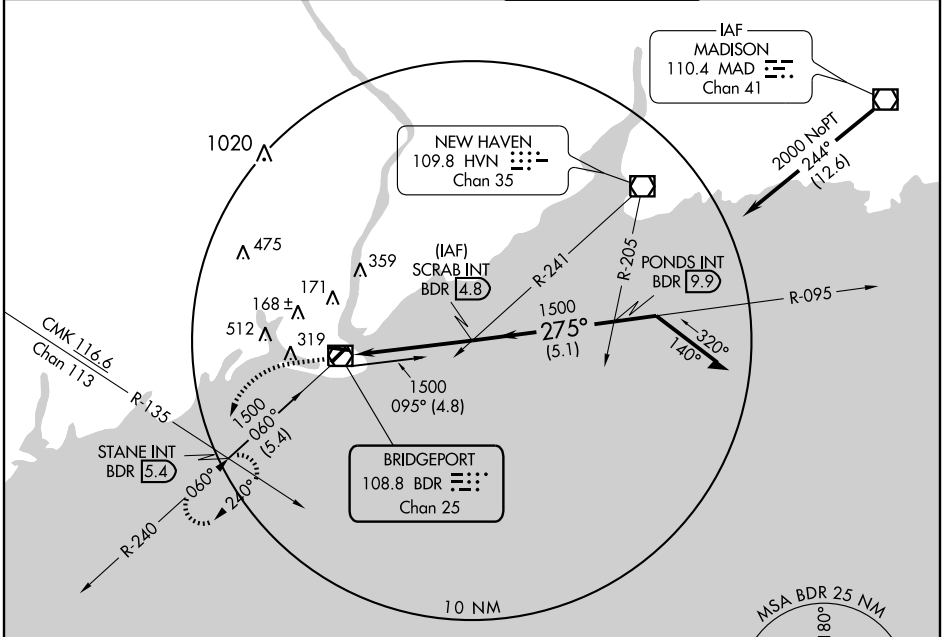 IAF
MADISON
110.4 MAD
Chan 41
2000 NoPT
244°
(12.6)
1020
NEW HAVEN
109.8 HVN
Chan 35
475
359
171
168 ±
512
319
(IAF)
SCRAB INT
BDR 4.8
R-241
R-205
PONDS INT
BDR 9.9
R-095
1500
275°
(5.1)
320°
140°
CMK 116.6
Chan 113
R-135
1500
095° (4.8)
1500
060°
(5.4)
STANE INT
BDR 5.4
060°
240°
R-240
BRIDGEPORT
108.8 BDR
Chan 25
10 NM
MSA BDR 25 NM
180°